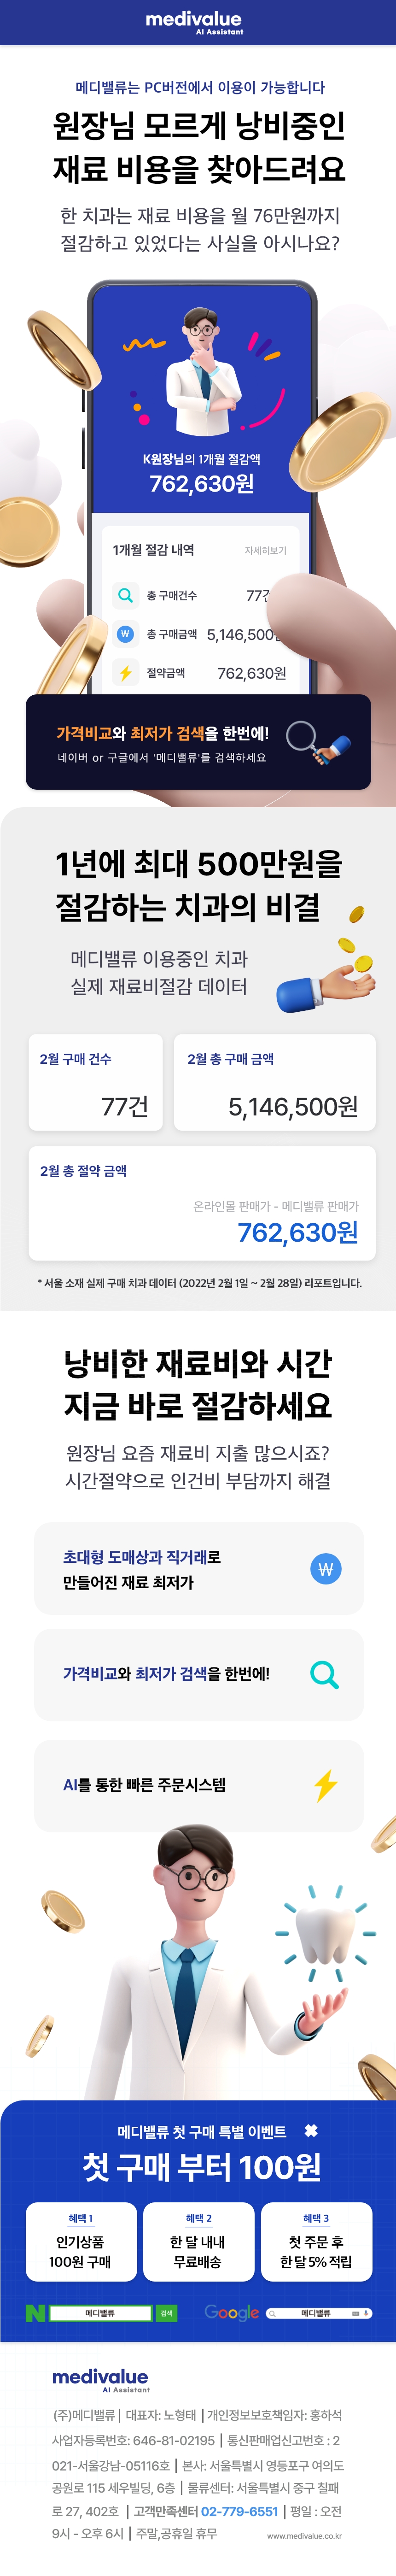 medivalue
AI Assistant
메디밸류는 PC버전에서 이용이 가능합니다
원장님 모르게 낭비중인
재료 비용을 찾아드려요
한 치과는 재료 비용을 월 76만원까지
절감하고 있었다는 사실을 아시나요?
K원장님의 1개월 절감액
762,630원
1개월 절감 내역 자세히보기
총 구매건수 77건
₩ 총 구매금액 5,146,500원
절약금액 762,630원
가격비교와 최저가 검색을 한번에!
네이버 or 구글에서 '메디밸류'를 검색하세요
1년에 최대 500만원을
절감하는 치과의 비결
메디밸류 이용중인 치과
실제 재료비절감 데이터
2월 구매 건수
77건
2월 총 구매 금액
5,146,500원
2월 총 절약 금액
온라인몰 판매가 - 메디밸류 판매가
762,630원
* 서울 소재 실제 구매 치과 데이터 (2022년 2월 1일 ~ 2월 28일) 리포트입니다.
낭비한 재료비와 시간
지금 바로 절감하세요
원장님 요즘 재료비 지출 많으시죠?
시간절약으로 인건비 부담까지 해결
초대형 도매상과 직거래로
만들어진 재료 최저가
₩
가격비교와 최저가 검색을 한번에!
AI를 통한 빠른 주문시스템
메디밸류 첫 구매 특별 이벤트
첫 구매 부터 100원
혜택 1
인기상품
100원 구매
혜택 2
한 달 내내
무료배송
혜택 3
첫 주문 후
한 달 5% 적립
N 메디밸류 검색
Google 메디밸류
medivalue
AI Assistant
(주)메디밸류 | 대표자: 노형태 | 개인정보보호책임자: 홍하석
사업자등록번호: 646-81-02195 | 통신판매업신고번호 : 2
021-서울강남-05116호 | 본사: 서울특별시 영등포구 여의도
공원로 115 세우빌딩, 6층 | 물류센터: 서울특별시 중구 칠패
로 27, 402호 | 고객만족센터 02-779-6551 | 평일 : 오전
9시 - 오후 6시 | 주말,공휴일 휴무
www.medivalue.co.kr